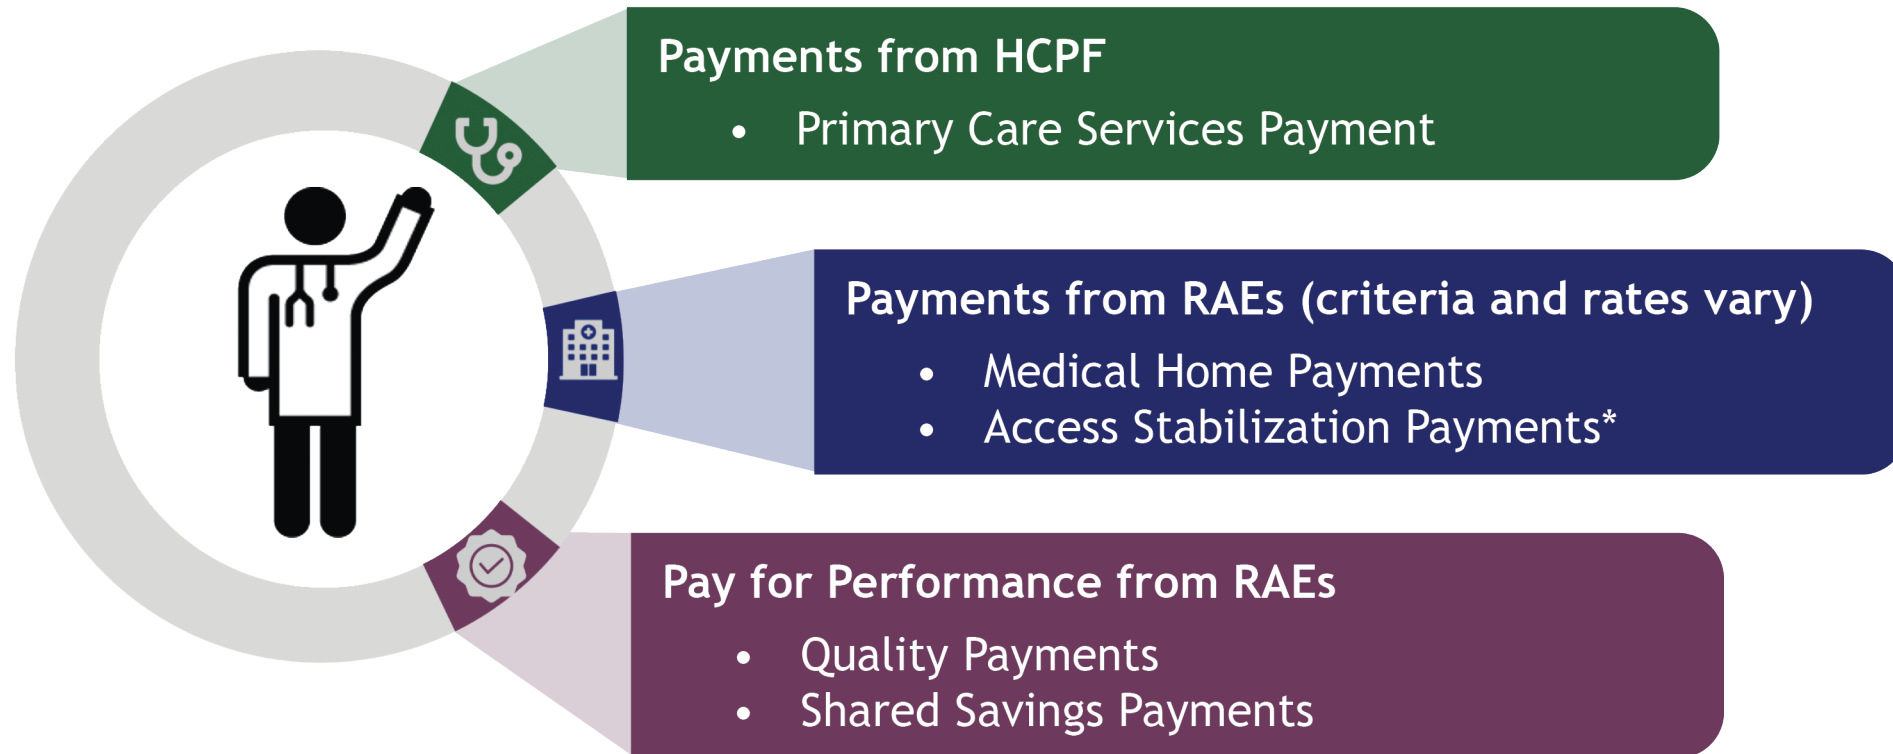 Payments from HCPF
• Primary Care Services Payment
Payments from RAEs (criteria and rates vary)
• Medical Home Payments
• Access Stabilization Payments*
Pay for Performance from RAEs
• Quality Payments
• Shared Savings Payments